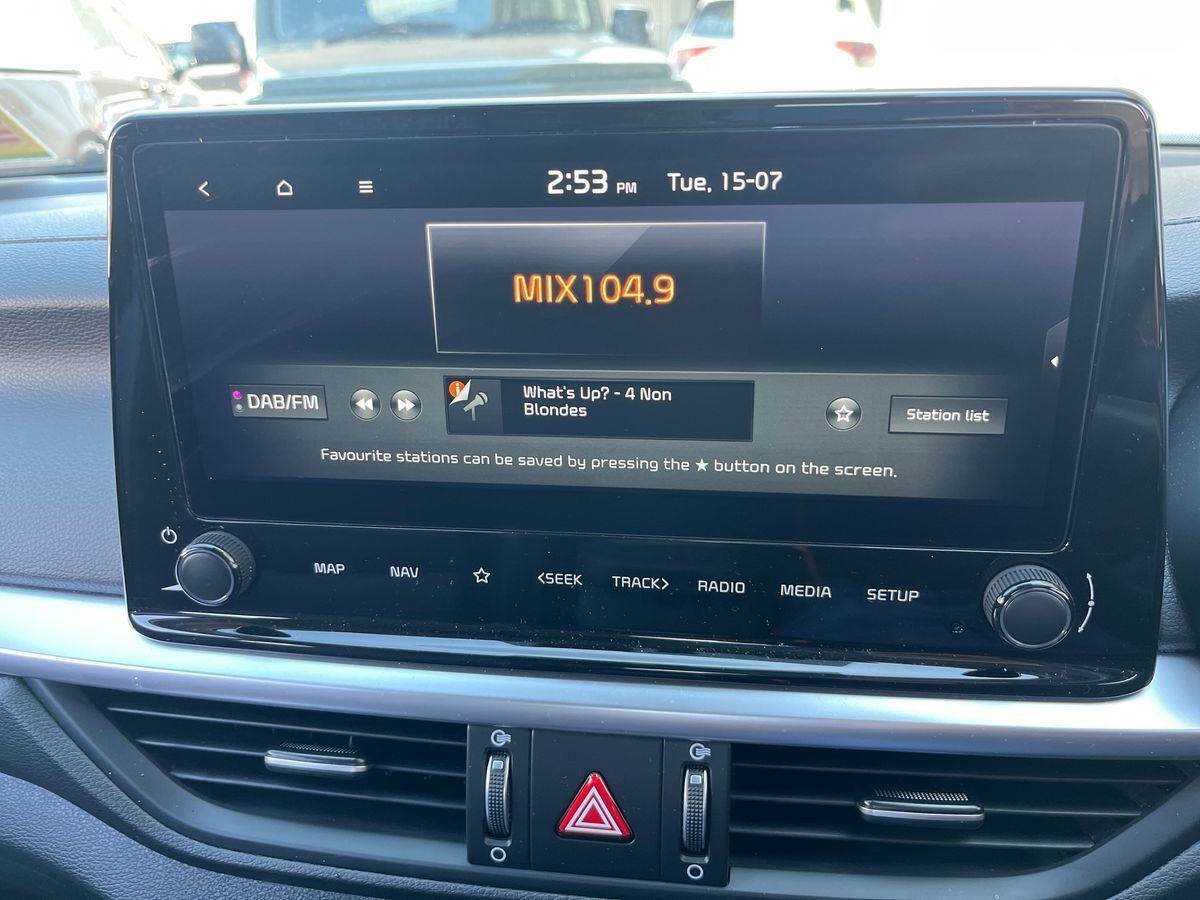 2:53 PM Tue, 15-07
MIX104.9
DAB/FM
What's Up? - 4 Non
Blondes
Station list
Favourite stations can be saved by pressing the ★ button on the screen.
MAP NAV ☆ <SEEK TRACK> RADIO MEDIA SETUP